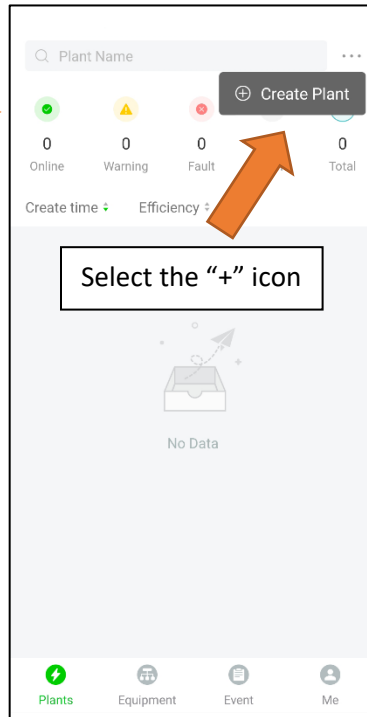 Plant Name
Create Plant
0 0 0 0
Online Warning Fault Total
Create time Efficiency
Select the “+” icon
No Data
Plants Equipment Event Me